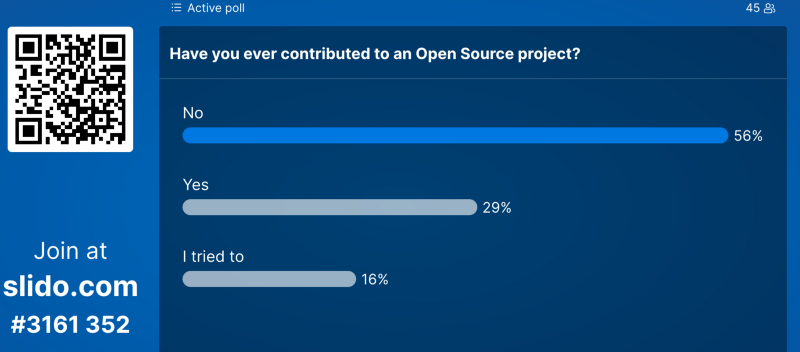 Active poll
45
Have you ever contributed to an Open Source project?
No
56%
Yes
29%
I tried to
16%
Join at
slido.com
#3161 352